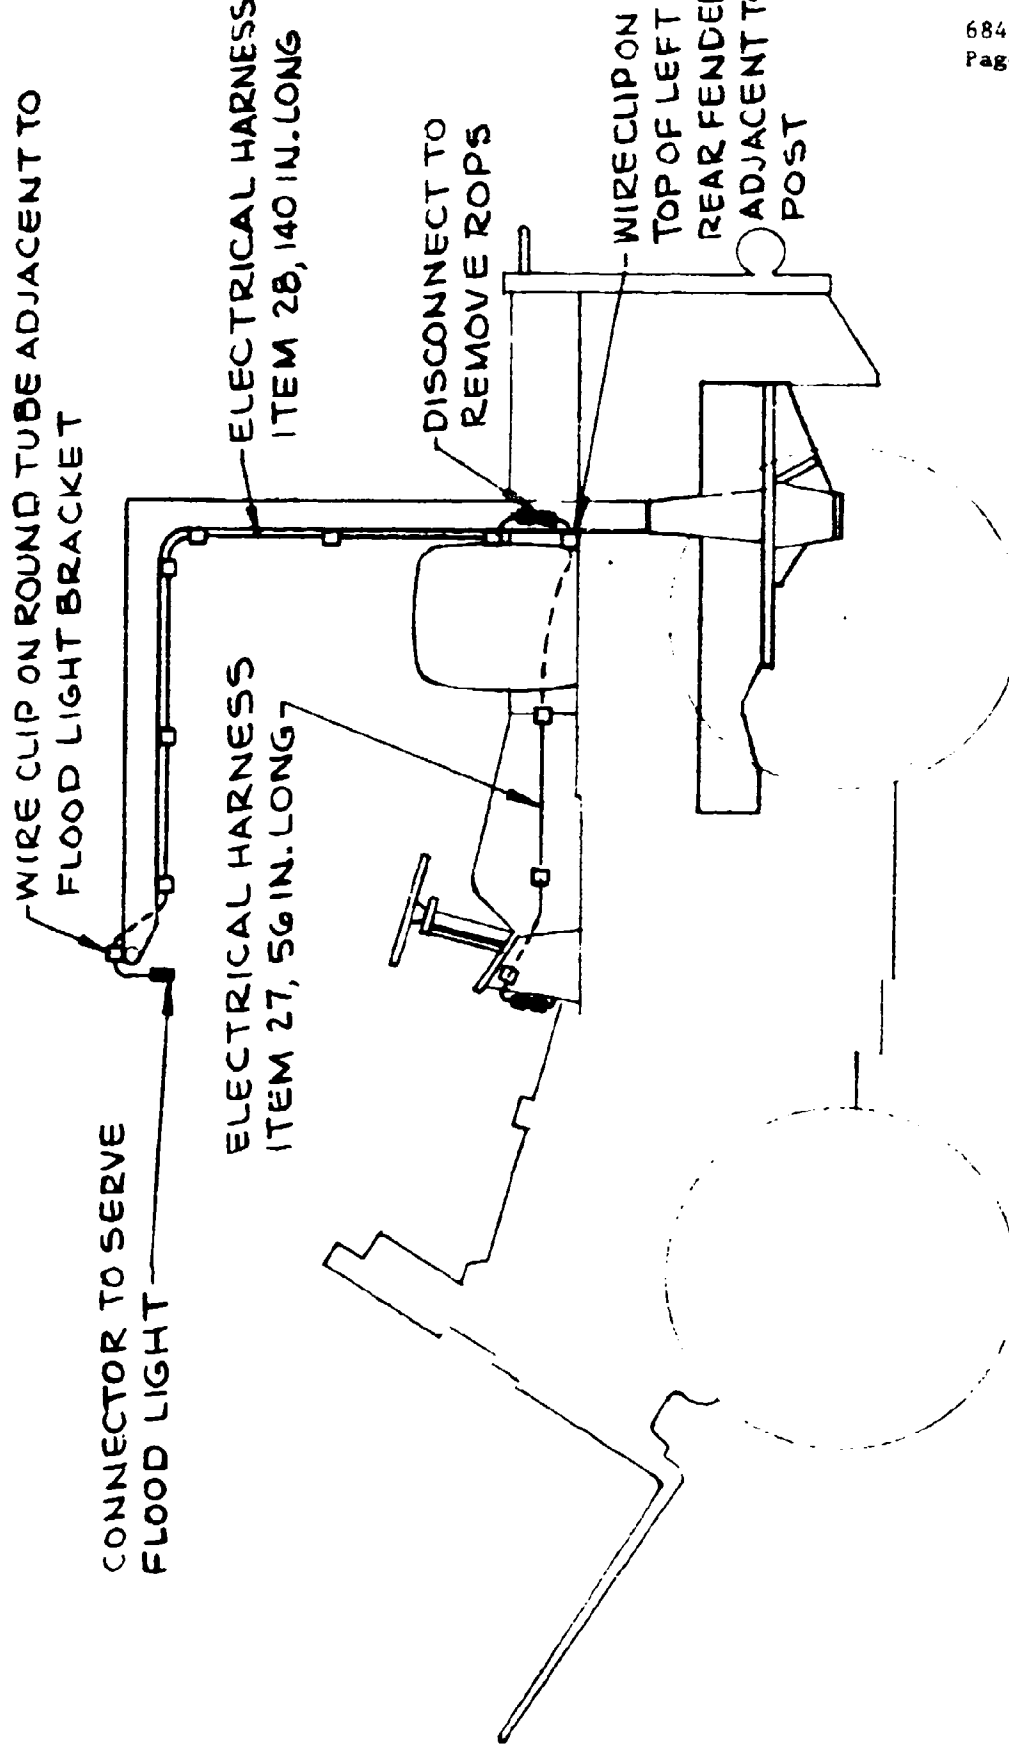 WIRE CLIP ON ROUND TUBE ADJACENT TO
FLOOD LIGHT BRACKET
CONNECTOR TO SERVE
FLOOD LIGHT
ELECTRICAL HARNESS
ITEM 28, 140 IN. LONG
ELECTRICAL HARNESS
ITEM 27, 56 IN. LONG
DISCONNECT TO
REMOVE ROPS
WIRE CLIP ON
TOP OF LEFT
REAR FENDE
ADJACENT T
POST
684
Pag